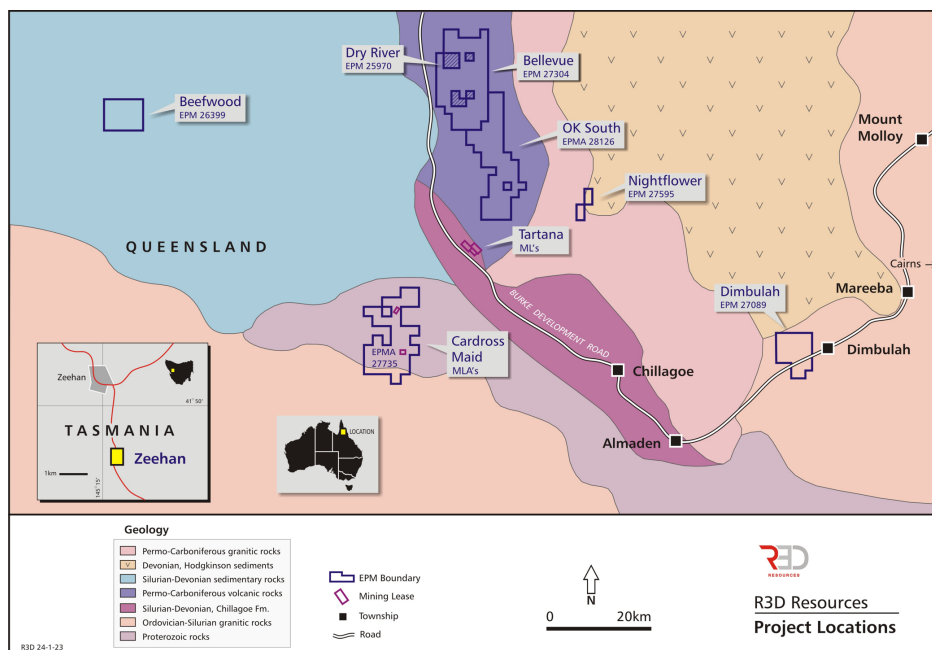 Dry River
EPM 25970
Bellevue
EPM 27304
Beefwood
EPM 26399
OK South
EPMA 28126
Mount
Molloy
Nightflower
EPM 27595
QUEENSLAND
Tartana
ML's
Cairns
Mareeba
Dimbulah
EPM 27089
BURKE DEVELOPMENT ROAD
Cardross
Maid
MLA's
EPMA
27735
Dimbulah
Chillagoe
Almaden
Zeehan
41° 50'
TASMANIA
Zeehan
1km
145° 15'
LOCATION
Geology
Permo-Carboniferous granitic rocks
Devonian, Hodgkinson sediments
Silurian-Devonian sedimentary rocks
Permo-Carboniferous volcanic rocks
Silurian-Devonian, Chillagoe Fm.
Ordovician-Silurian granitic rocks
Proterozoic rocks
EPM Boundary
Mining Lease
Township
Road
N
0 20km
R3D
RESOURCES
R3D Resources
Project Locations
R3D 24-1-23